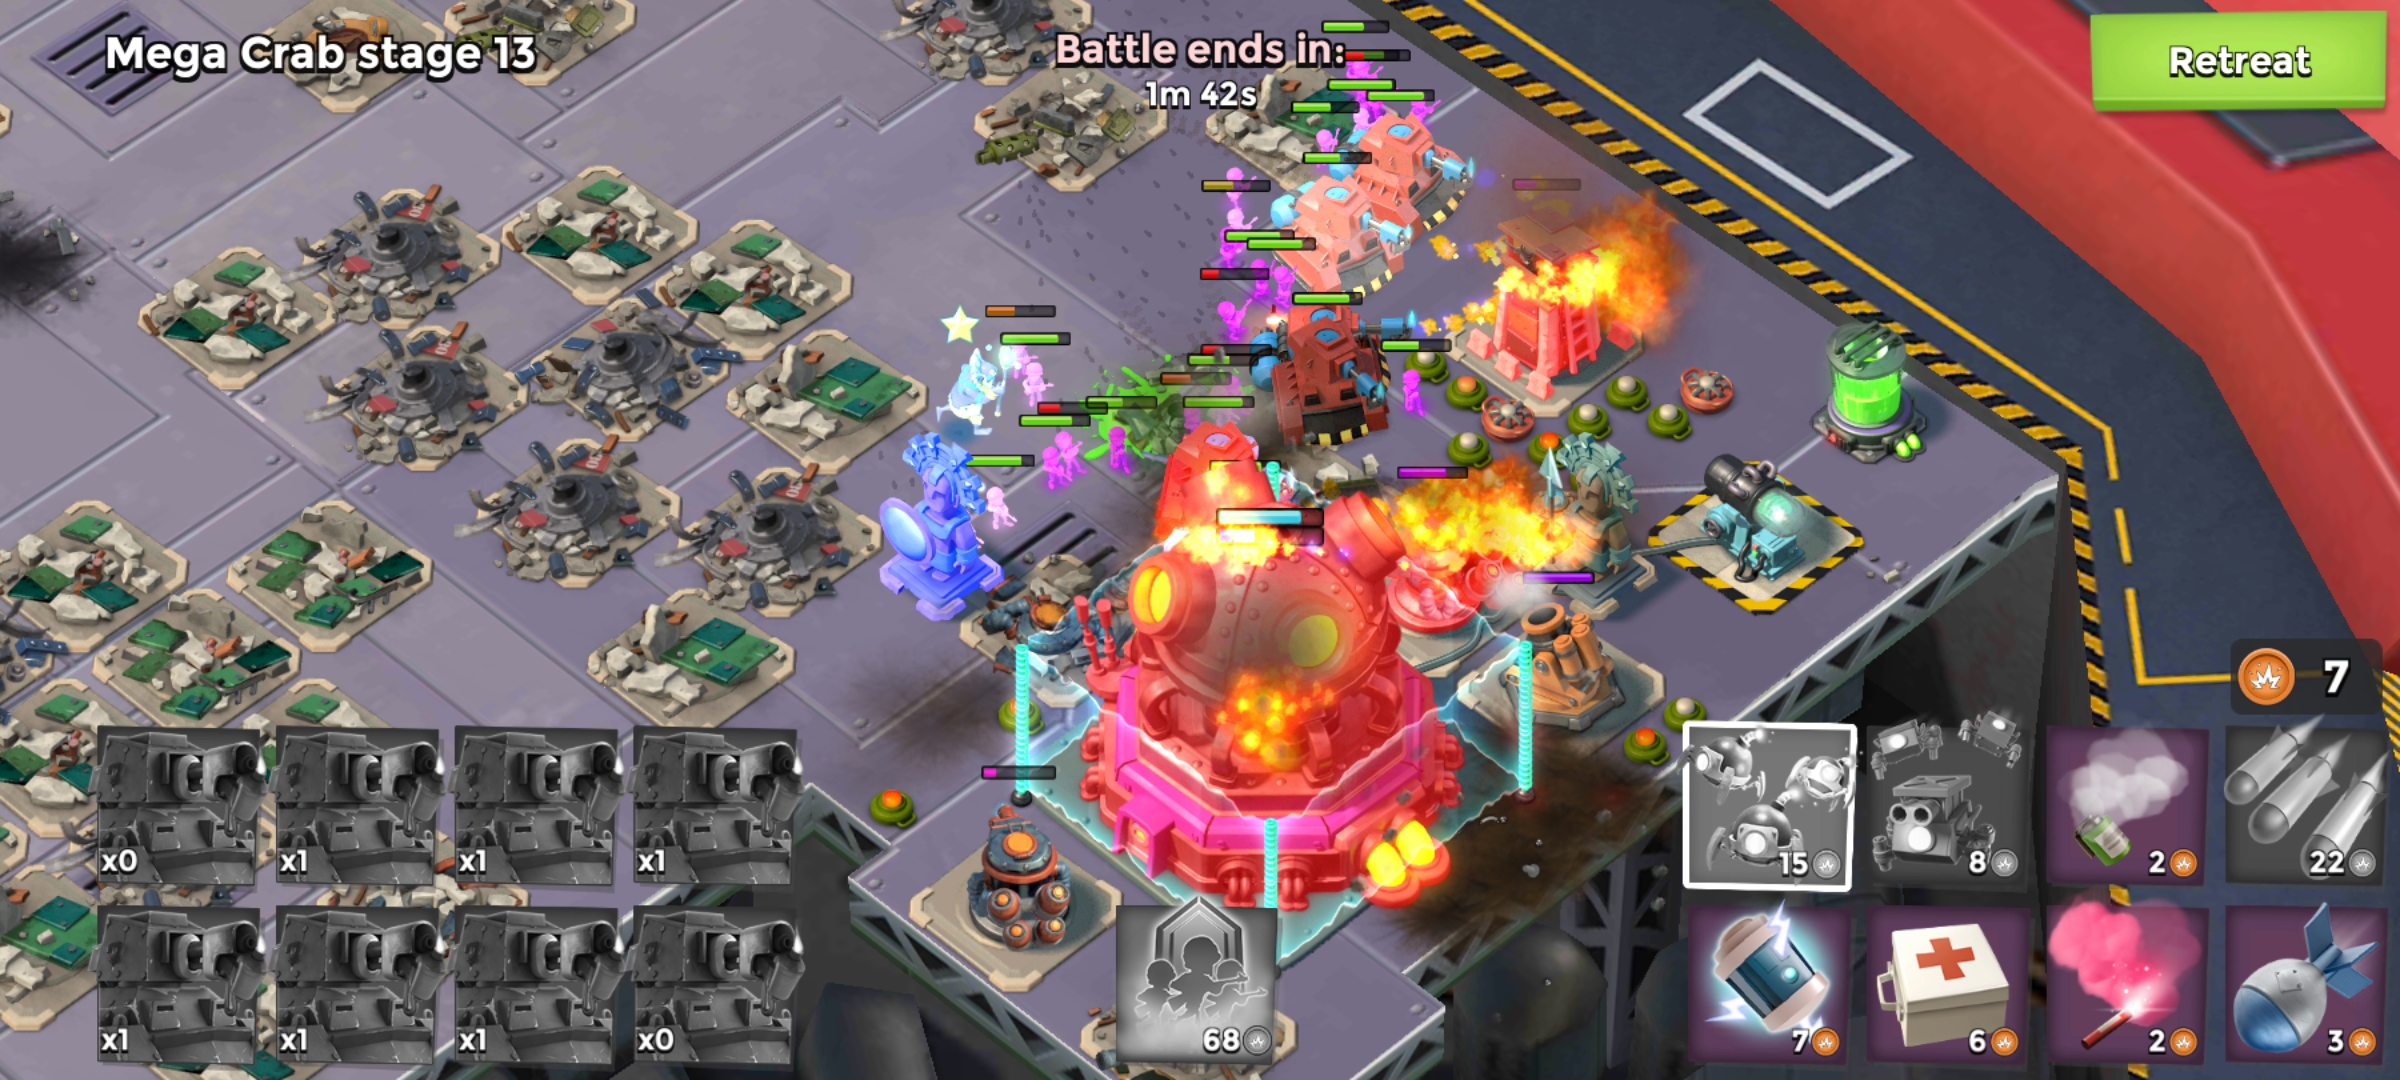 Mega Crab stage 13
Battle ends in:
1m 42s
Retreat
7
x0
x1
x1
x1
15
8
2
22
x1
x1
x1
x0
68
7
6
2
3